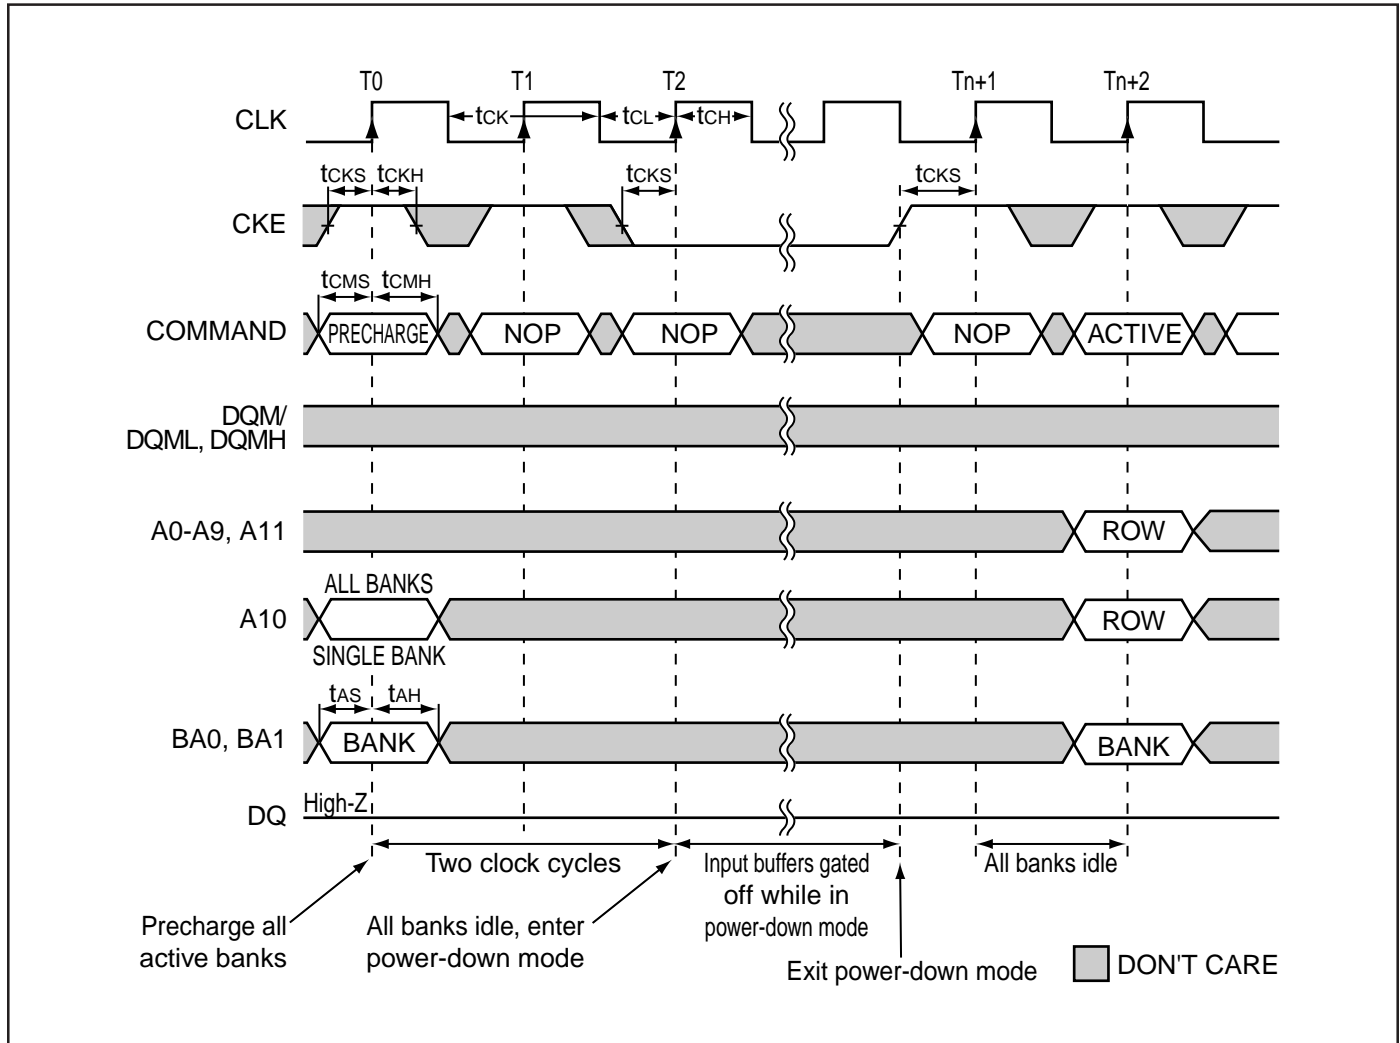 T0 T1 T2 Tn+1 Tn+2
CLK tCK tCL tCH
tCKS tCKH tCKS tCKS
CKE
tCMS tCMH
COMMAND PRECHARGE NOP NOP NOP ACTIVE
DQM/
DQML, DQMH
A0-A9, A11 ROW
ALL BANKS
A10 ROW
SINGLE BANK
tAS tAH
BA0, BA1 BANK BANK
High-Z
DQ
Two clock cycles
Input buffers gated
off while in
power-down mode
All banks idle
Precharge all
active banks
All banks idle, enter
power-down mode
Exit power-down mode
DON'T CARE